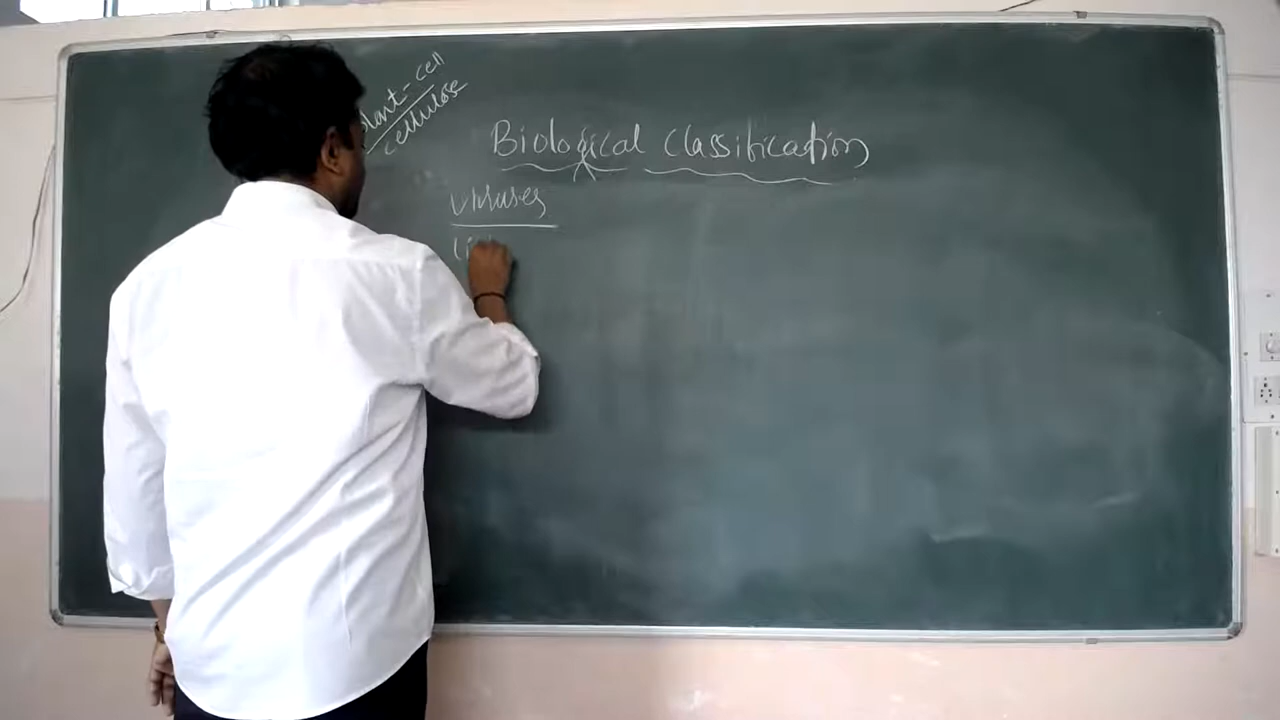 plant - cell
cellulose
Biological classification
Viruses